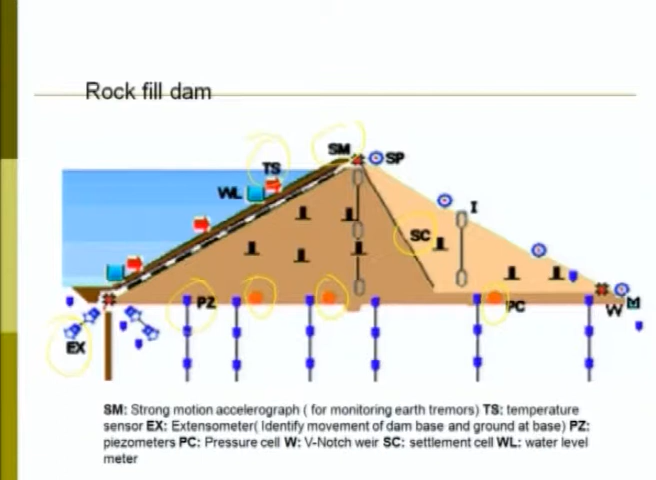 Rock fill dam
SM
SP
TS
WL
I
SC
PZ
PC
W
M
EX
SM: Strong motion accelerograph ( for monitoring earth tremors) TS: temperature
sensor EX: Extensometer( Identify movement of dam base and ground at base) PZ:
piezometers PC: Pressure cell W: V-Notch weir SC: settlement cell WL: water level
meter